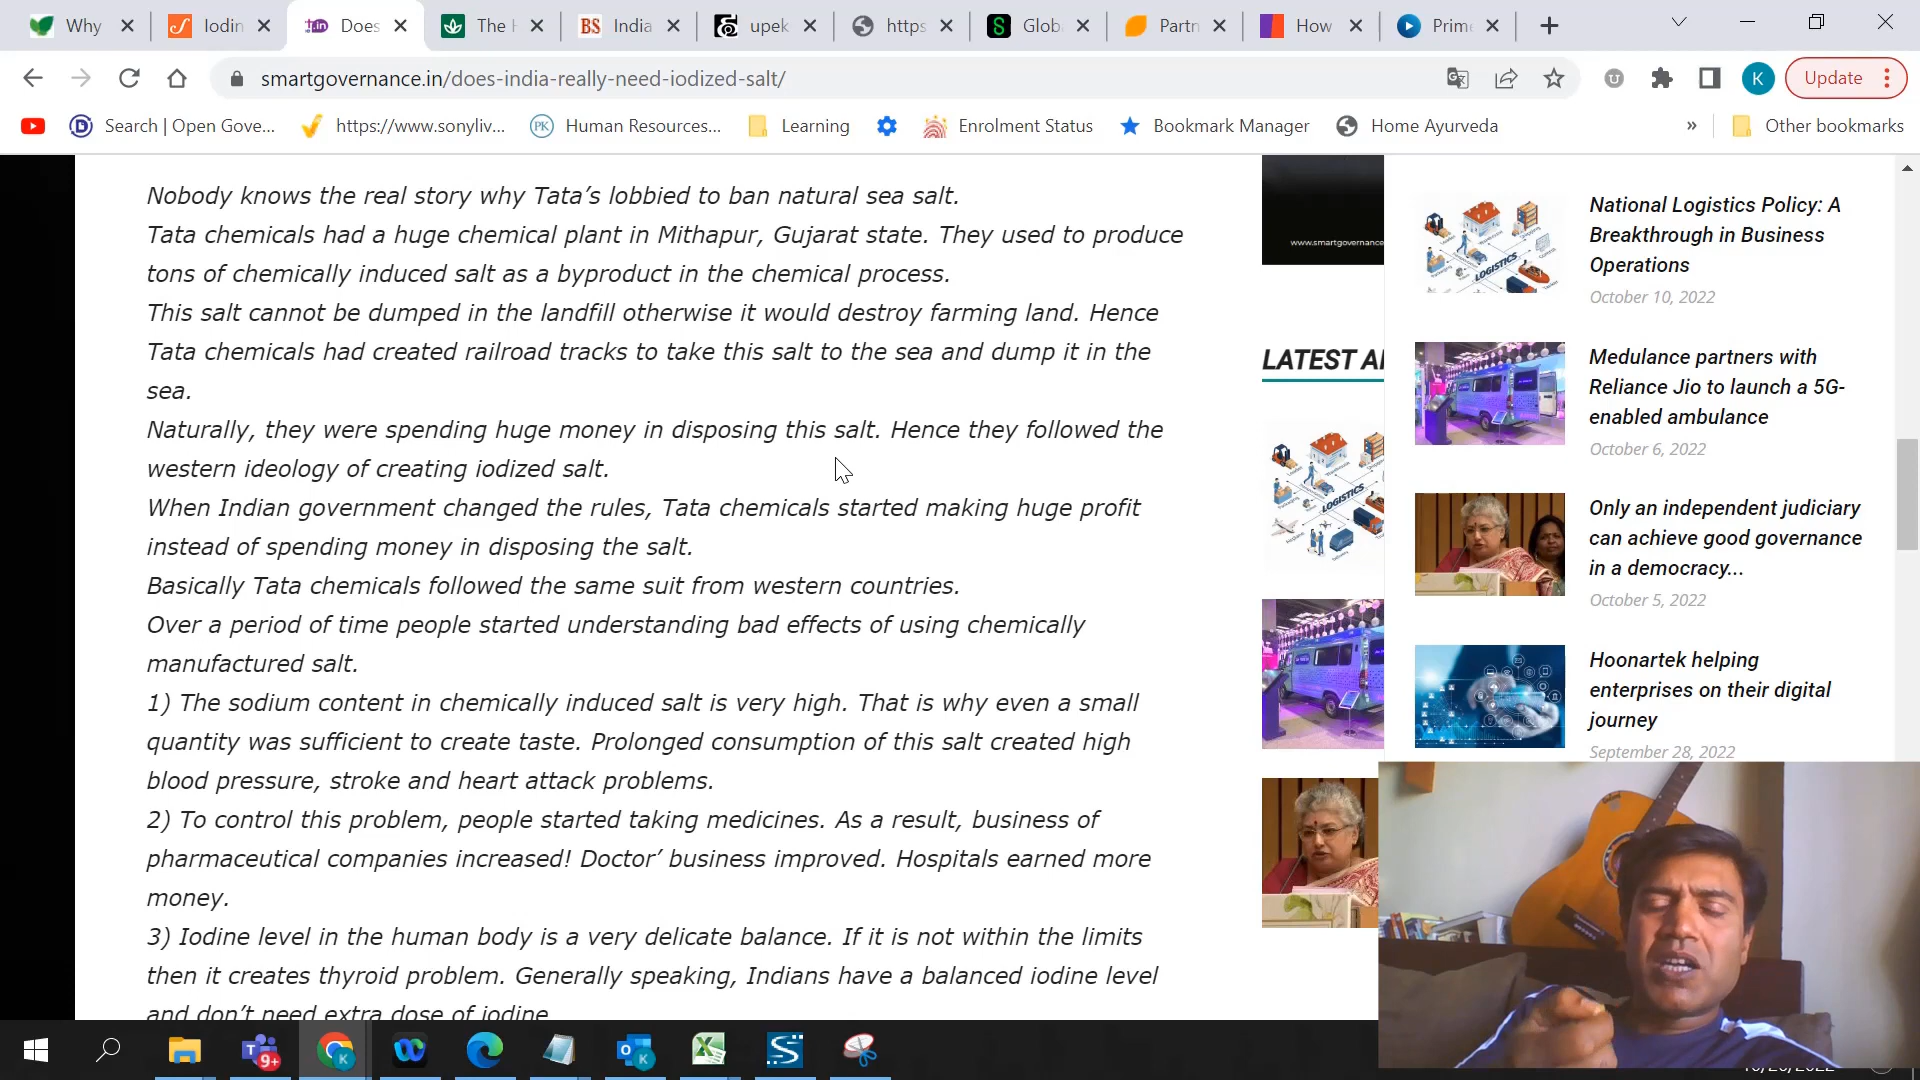 Why
Iodin
Does
The H
India
upek
https
Glob
Partn
How
Prime
smartgovernance.in/does-india-really-need-iodized-salt/
K
Update
Search | Open Gove...
https://www.sonyliv...
Human Resources...
Learning
Enrolment Status
Bookmark Manager
Home Ayurveda
»
Other bookmarks
Nobody knows the real story why Tata’s lobbied to ban natural sea salt.
Tata chemicals had a huge chemical plant in Mithapur, Gujarat state. They used to produce
tons of chemically induced salt as a byproduct in the chemical process.
This salt cannot be dumped in the landfill otherwise it would destroy farming land. Hence
Tata chemicals had created railroad tracks to take this salt to the sea and dump it in the
sea.
Naturally, they were spending huge money in disposing this salt. Hence they followed the
western ideology of creating iodized salt.
When Indian government changed the rules, Tata chemicals started making huge profit
instead of spending money in disposing the salt.
Basically Tata chemicals followed the same suit from western countries.
Over a period of time people started understanding bad effects of using chemically
manufactured salt.
1) The sodium content in chemically induced salt is very high. That is why even a small
quantity was sufficient to create taste. Prolonged consumption of this salt created high
blood pressure, stroke and heart attack problems.
2) To control this problem, people started taking medicines. As a result, business of
pharmaceutical companies increased! Doctor’ business improved. Hospitals earned more
money.
3) Iodine level in the human body is a very delicate balance. If it is not within the limits
then it creates thyroid problem. Generally speaking, Indians have a balanced iodine level
and don’t need extra dose of iodine
www.smartgovernance
LATEST A
LOGISTICS
National Logistics Policy: A
Breakthrough in Business
Operations
October 10, 2022
LOGISTICS
Medulance partners with
Reliance Jio to launch a 5G-
enabled ambulance
October 6, 2022
Only an independent judiciary
can achieve good governance
in a democracy...
October 5, 2022
Hoonartek helping
enterprises on their digital
journey
September 28, 2022
9+
K